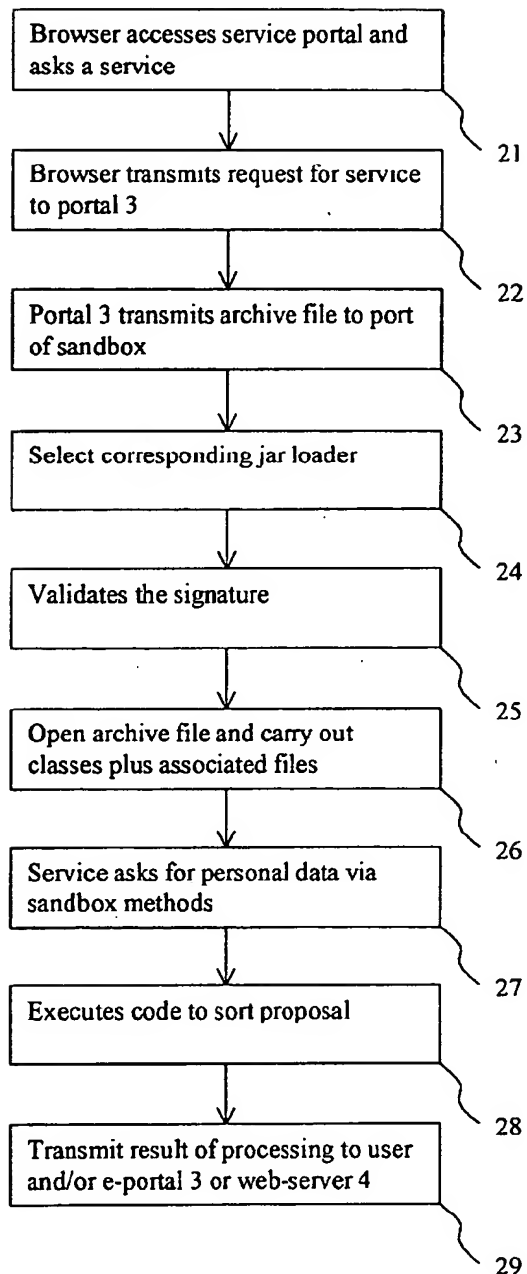 Browser accesses service portal and
asks a service
21
Browser transmits request for service
to portal 3
22
Portal 3 transmits archive file to port
of sandbox
23
Select corresponding jar loader
24
Validates the signature
25
Open archive file and carry out
classes plus associated files
26
Service asks for personal data via
sandbox methods
27
Executes code to sort proposal
28
Transmit result of processing to user
and/or e-portal 3 or web-server 4
29